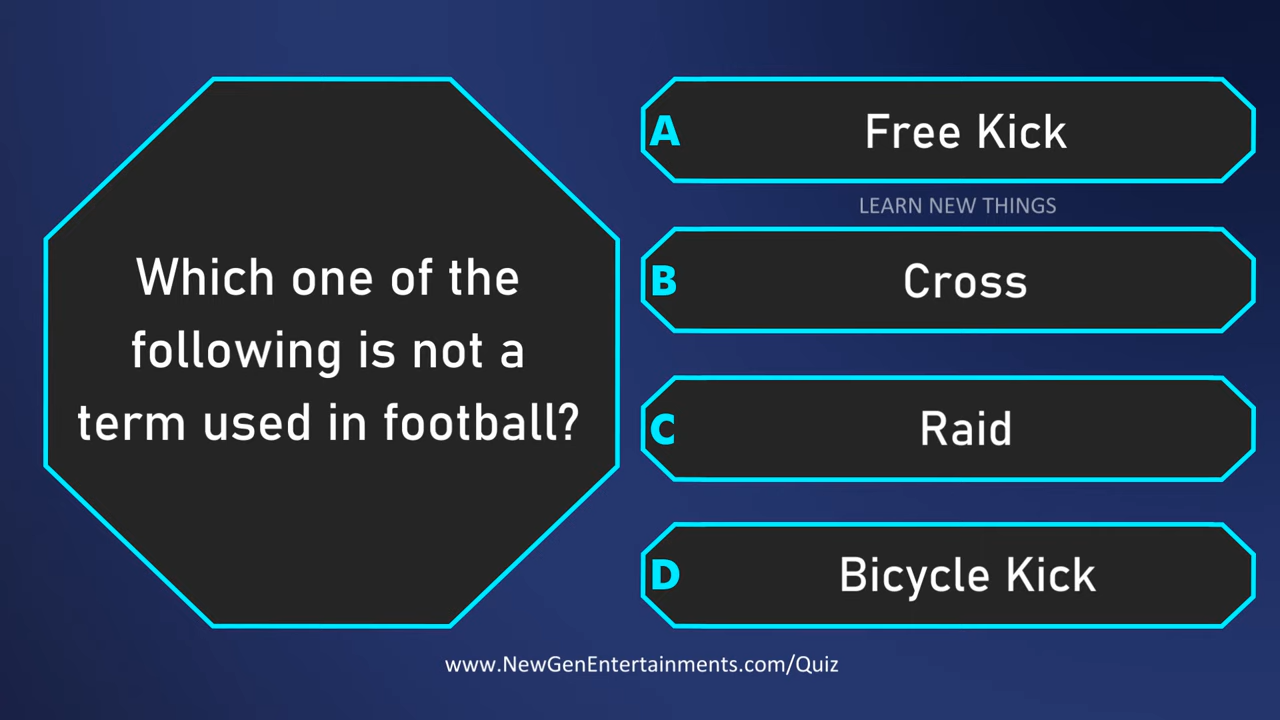 Which one of the
following is not a
term used in football?
A
Free Kick
LEARN NEW THINGS
B
Cross
C
Raid
D
Bicycle Kick
www.NewGenEntertainments.com/Quiz